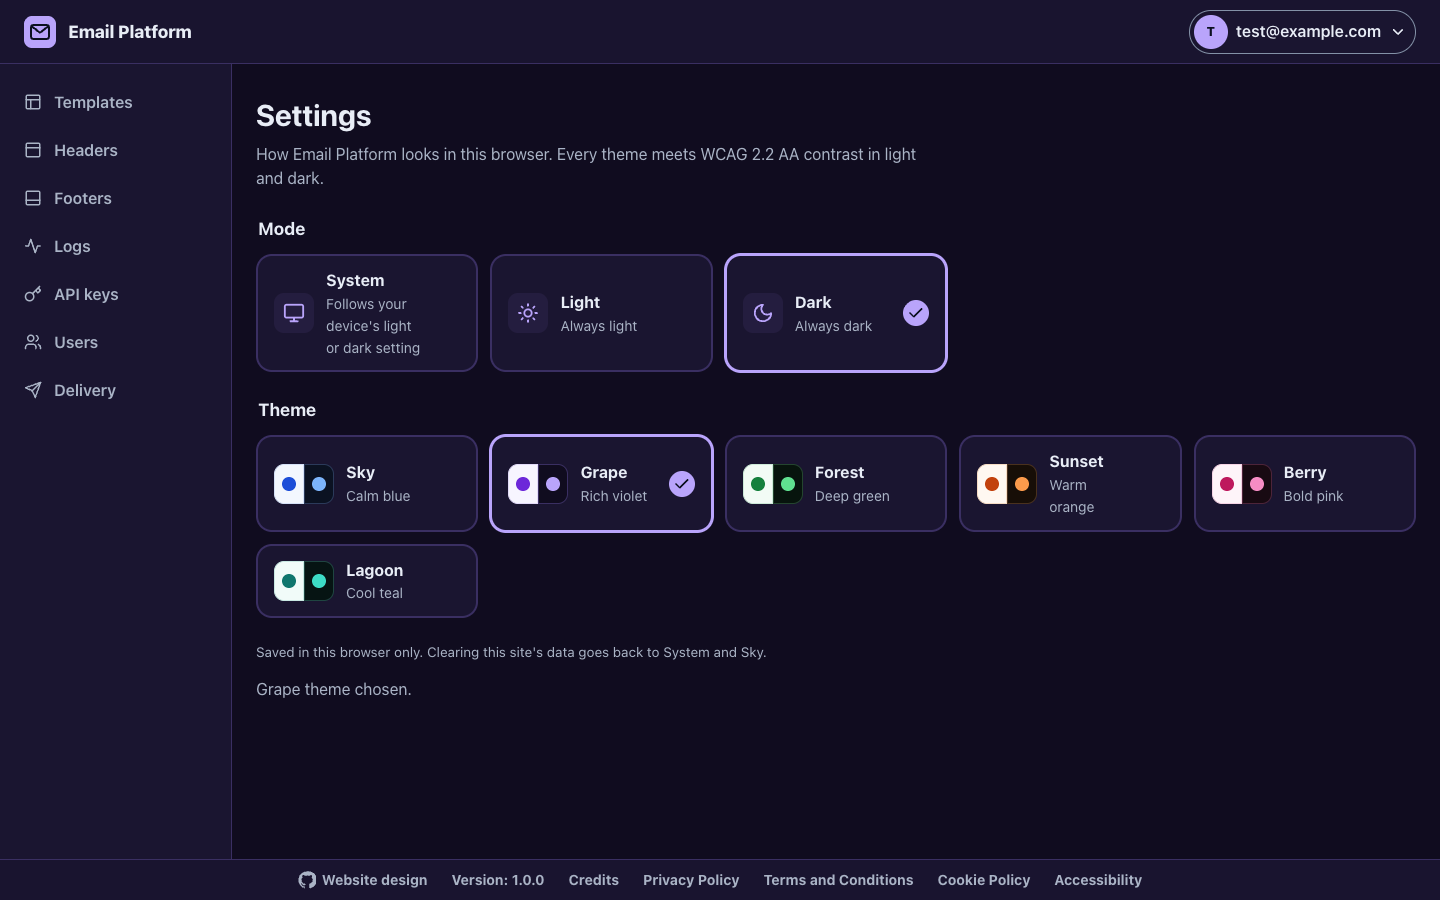 Email Platform
T
test@example.com
Templates
Headers
Footers
Logs
API keys
Users
Delivery
Settings
How Email Platform looks in this browser. Every theme meets WCAG 2.2 AA contrast in light
and dark.
Mode
System
Follows your
device's light
or dark setting
Light
Always light
Dark
Always dark
Theme
Sky
Calm blue
Grape
Rich violet
Forest
Deep green
Sunset
Warm
orange
Berry
Bold pink
Lagoon
Cool teal
Saved in this browser only. Clearing this site's data goes back to System and Sky.
Grape theme chosen.
Website design
Version: 1.0.0
Credits
Privacy Policy
Terms and Conditions
Cookie Policy
Accessibility